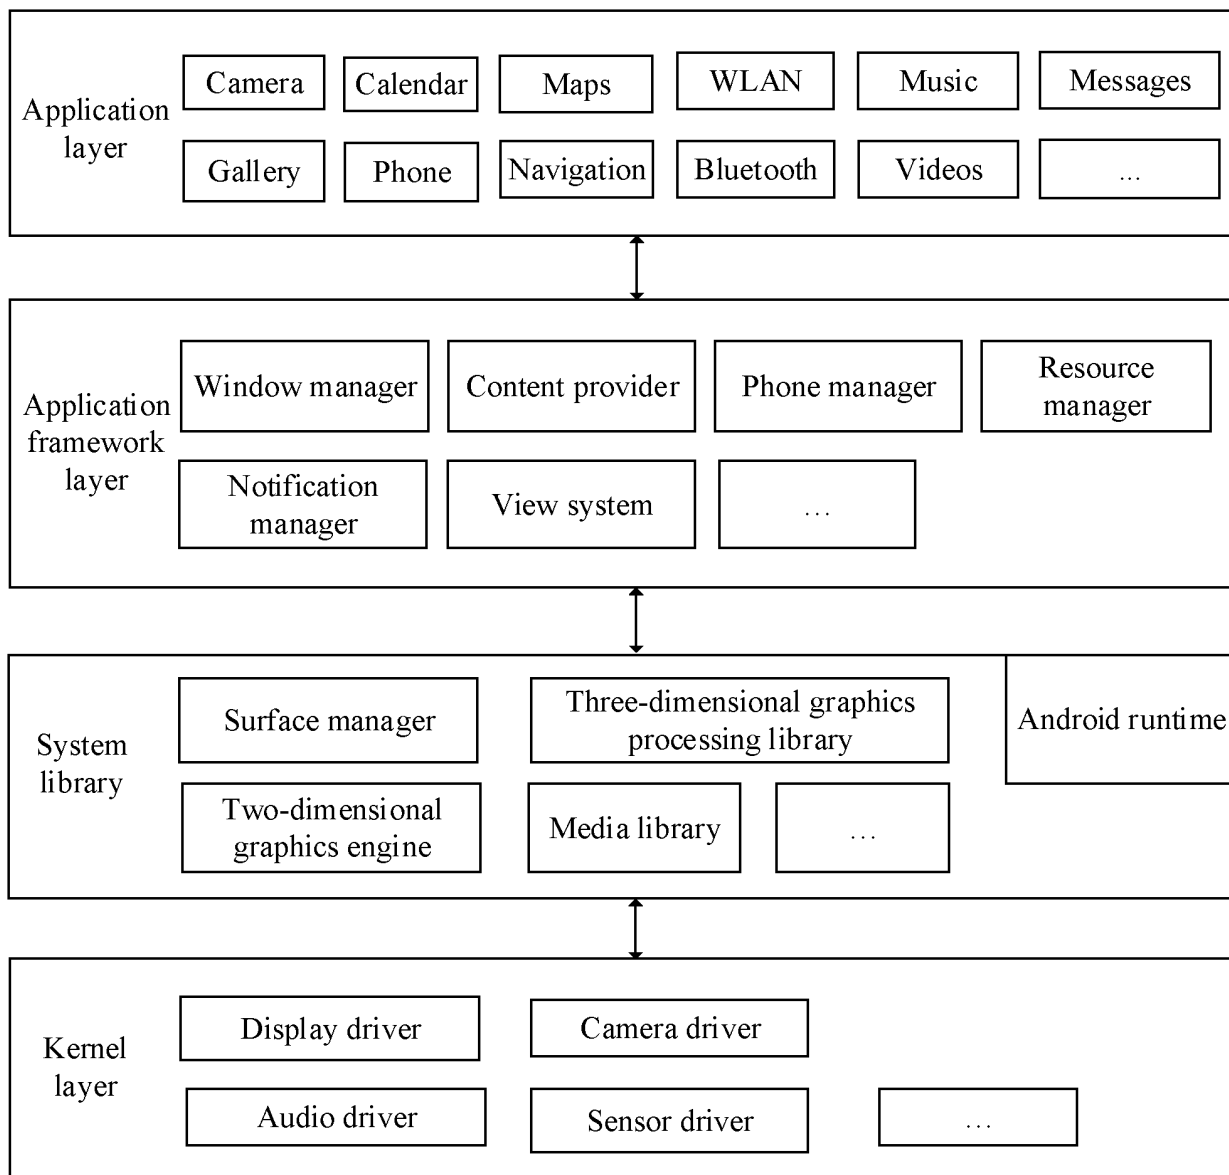 Application
layer
Camera
Calendar
Maps
WLAN
Music
Messages
Gallery
Phone
Navigation
Bluetooth
Videos
...
Application
framework
layer
Window manager
Content provider
Phone manager
Resource
manager
Notification
manager
View system
...
System
library
Surface manager
Three-dimensional graphics
processing library
Android runtime
Two-dimensional
graphics engine
Media library
...
Kernel
layer
Display driver
Camera driver
Audio driver
Sensor driver
...